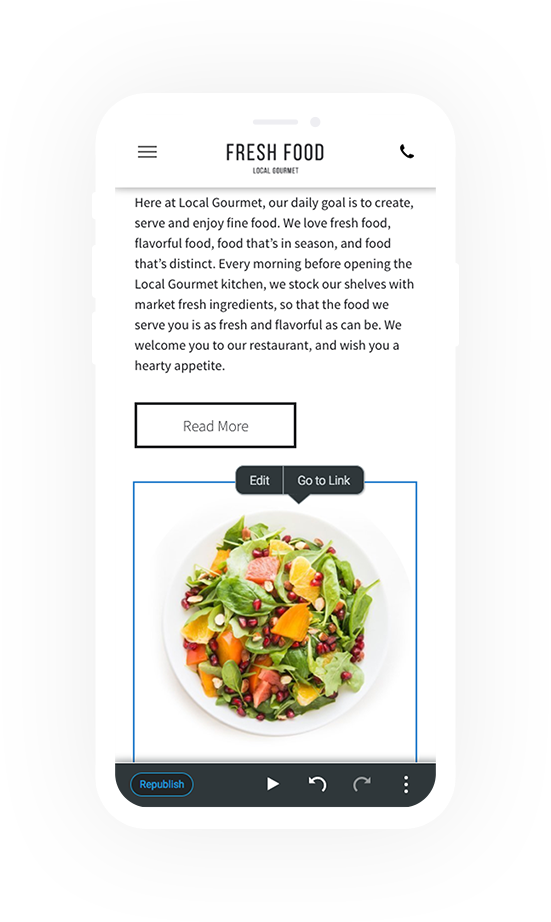 FRESH FOOD
LOCAL GOURMET
Here at Local Gourmet, our daily goal is to create,
serve and enjoy fine food. We love fresh food,
flavorful food, food that’s in season, and food
that’s distinct. Every morning before opening the
Local Gourmet kitchen, we stock our shelves with
market fresh ingredients, so that the food we
serve you is as fresh and flavorful as can be. We
welcome you to our restaurant, and wish you a
hearty appetite.
Read More
Edit Go to Link
Republish